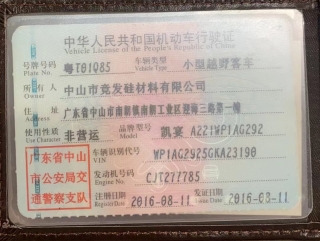 中华人民共和国机动车行驶证
Vehicle License of the People's Republic of China
号牌号码 粤T01Q85 车辆类型 小型越野客车
Plate No. Vehicle Type
所有人 中山市竞发硅材料有限公司
Owner
住址 广东省中山市南朗镇南朗工业区迎海三路第一幢
使用性质 非营运 品牌型号 凯宴 A221WP1AG292
Use Character Model
广东省中山
市公安局交
通警察支队
车辆识别代号 WP1AG2925GKA23190
VIN
发动机号码 CJT277785
Engine No.
注册日期 2016-08-11 发证日期 2016-08-11
Register Date Issue Date